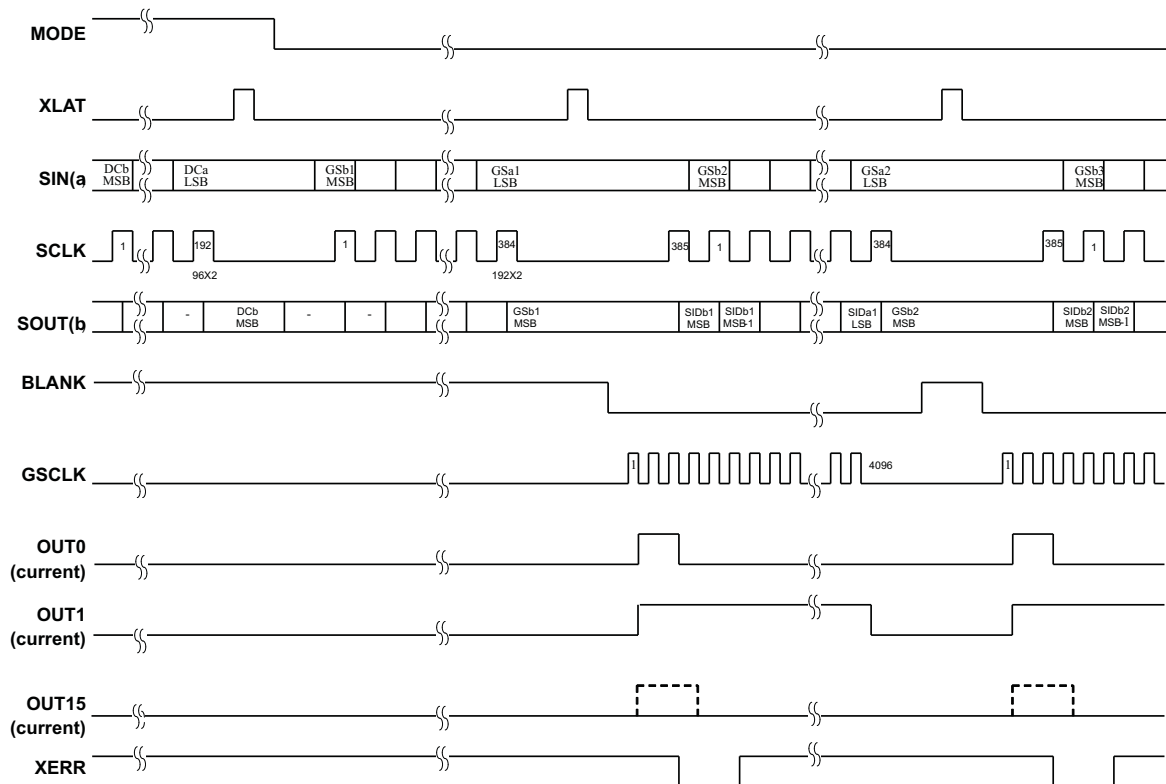 MODE
XLAT
SIN(a
DCb
MSB
DCa
LSB
GSb1
MSB
GSa1
LSB
GSb2
MSB
GSa2
LSB
GSb3
MSB
SCLK
1
192
1
384
385
1
384
385
1
96X2
192X2
SOUT(b
-
DCb
MSB
-
-
GSb1
MSB
SIDb1
MSB
SIDb1
MSB-1
SIDa1
LSB
GSb2
MSB
SIDb2
MSB
SIDb2
MSB-1
BLANK
GSCLK
1
4096
1
OUT0
(current)
OUT1
(current)
OUT15
(current)
XERR